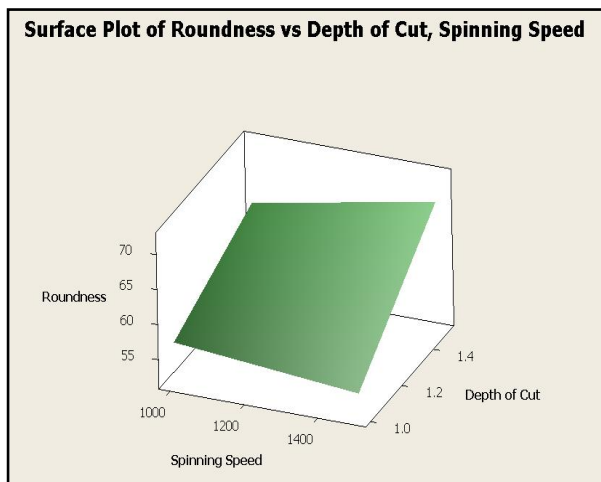 Surface Plot of Roundness vs Depth of Cut, Spinning Speed
70
65
Roundness
60
55
1.4
1.2
Depth of Cut
1000
1200
1400
1.0
Spinning Speed